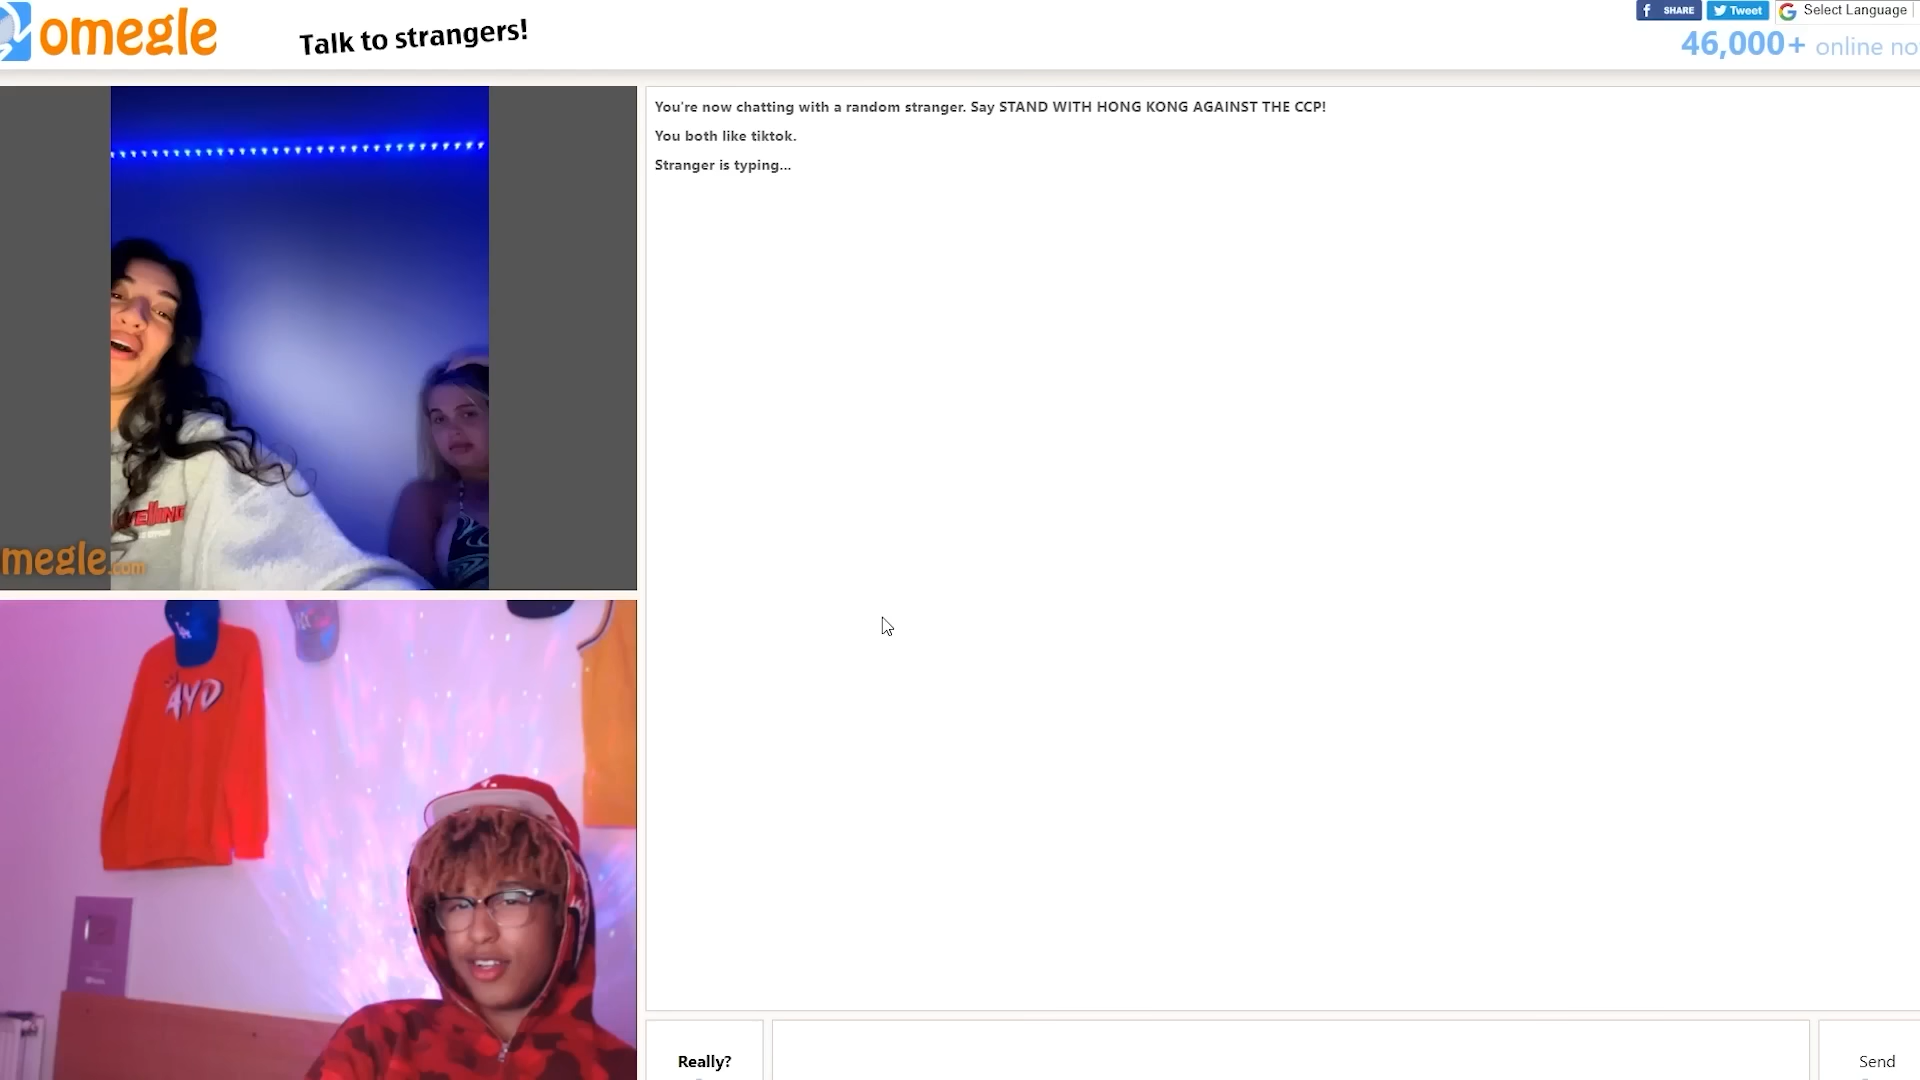 omegle
Talk to strangers!
SHARE
Tweet
Select Language
46,000+ online no
You're now chatting with a random stranger. Say STAND WITH HONG KONG AGAINST THE CCP!
You both like tiktok.
Stranger is typing...
megle.com
AYO
LA
Really?
Send